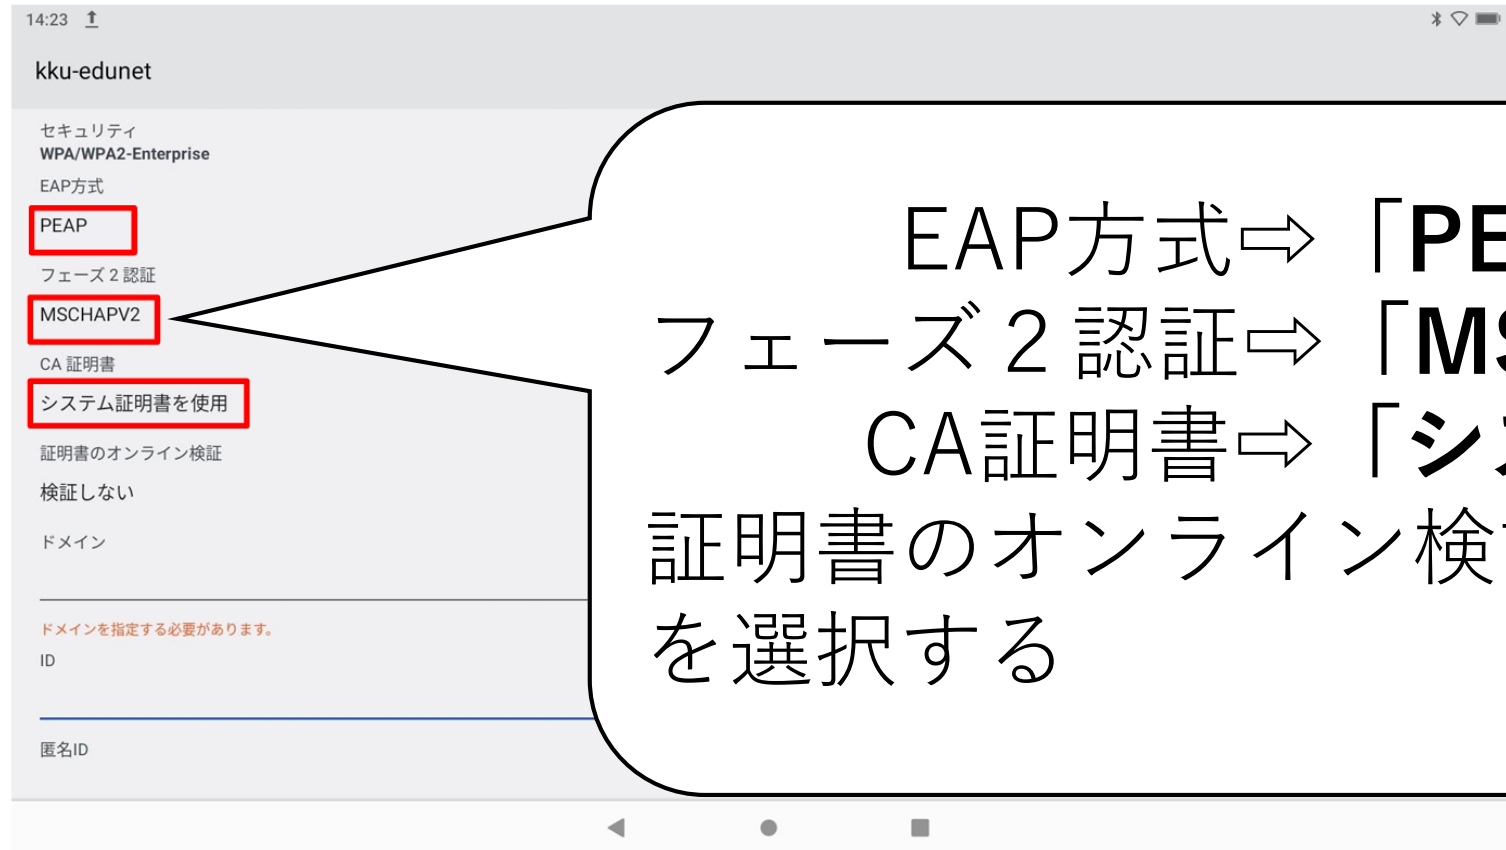 14:23
kku-edunet
セキュリティ
WPA/WPA2-Enterprise
EAP方式
PEAP
フェーズ 2 認証
MSCHAPV2
CA 証明書
システム証明書を使用
証明書のオンライン検証
検証しない
ドメイン
ドメインを指定する必要があります。
ID
匿名ID
EAP方式⇨「PE
フェーズ２認証⇨「MS
CA証明書⇨「シス
証明書のオンライン検
を選択する